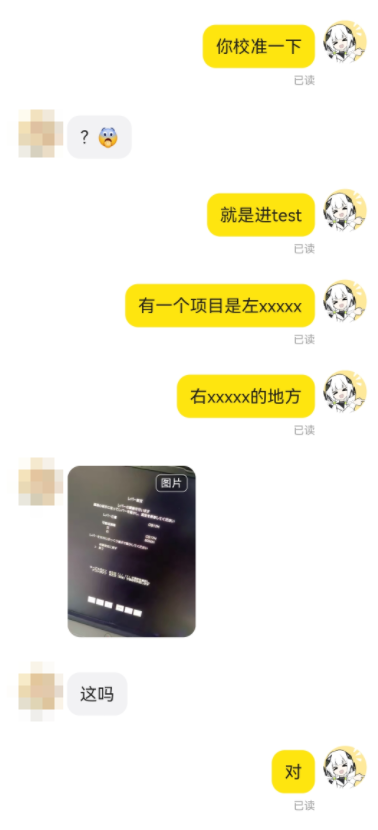 你校准一下
已读
？😨
就是进test
已读
有一个项目是左xxxxx
已读
右xxxxx的地方
已读
图片
这吗
对
已读